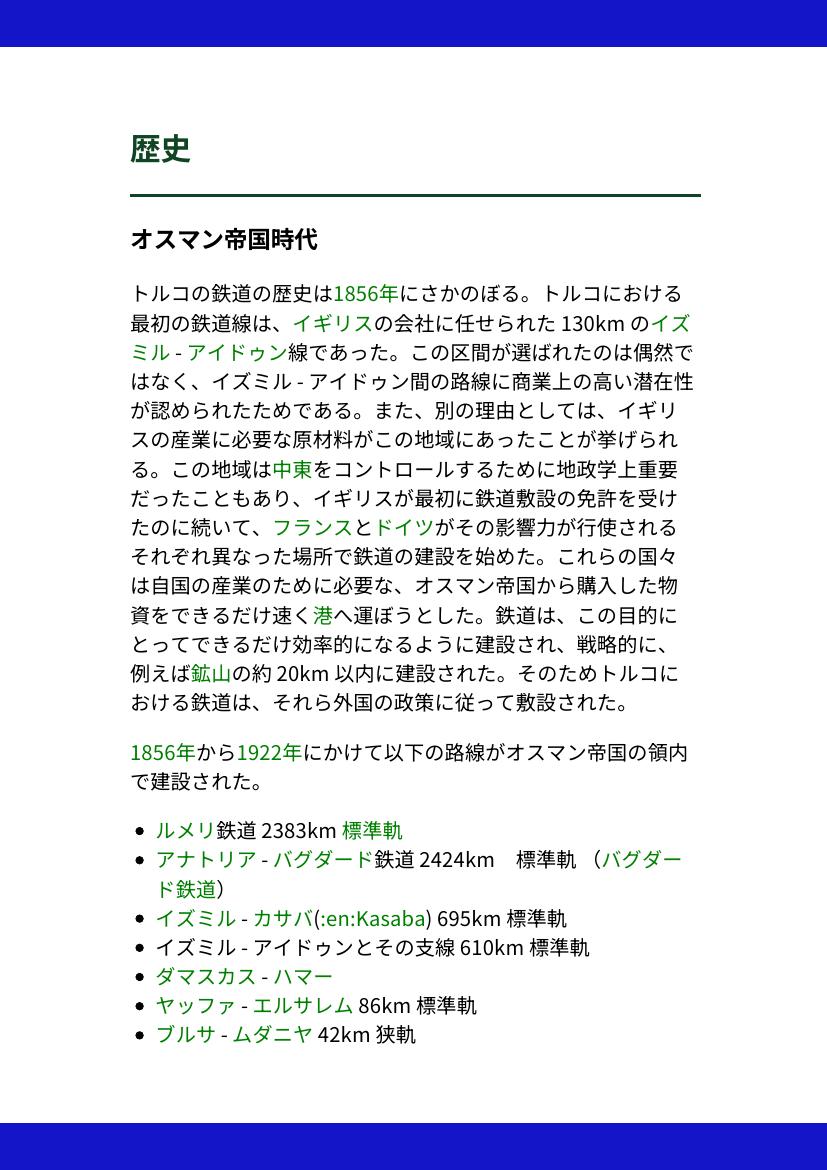 歴史
オスマン帝国時代
トルコの鉄道の歴史は1856年にさかのぼる。トルコにおける
最初の鉄道線は、イギリスの会社に任せられた 130km のイズ
ミル - アイドゥン線であった。この区間が選ばれたのは偶然で
はなく、イズミル - アイドゥン間の路線に商業上の高い潜在性
が認められたためである。また、別の理由としては、イギリ
スの産業に必要な原材料がこの地域にあったことが挙げられ
る。この地域は中東をコントロールするために地政学上重要
だったこともあり、イギリスが最初に鉄道敷設の免許を受け
たのに続いて、フランスとドイツがその影響力が行使される
それぞれ異なった場所で鉄道の建設を始めた。これらの国々
は自国の産業のために必要な、オスマン帝国から購入した物
資をできるだけ速く港へ運ぼうとした。鉄道は、この目的に
とってできるだけ効率的になるように建設され、戦略的に、
例えば鉱山の約 20km 以内に建設された。そのためトルコに
おける鉄道は、それら外国の政策に従って敷設された。
1856年から1922年にかけて以下の路線がオスマン帝国の領内
で建設された。
• ルメリ鉄道 2383km 標準軌
• アナトリア - バグダード鉄道 2424km　標準軌 （バグダー
ド鉄道）
• イズミル - カサバ(:en:Kasaba) 695km 標準軌
• イズミル - アイドゥンとその支線 610km 標準軌
• ダマスカス - ハマー
• ヤッファ - エルサレム 86km 標準軌
• ブルサ - ムダニヤ 42km 狭軌